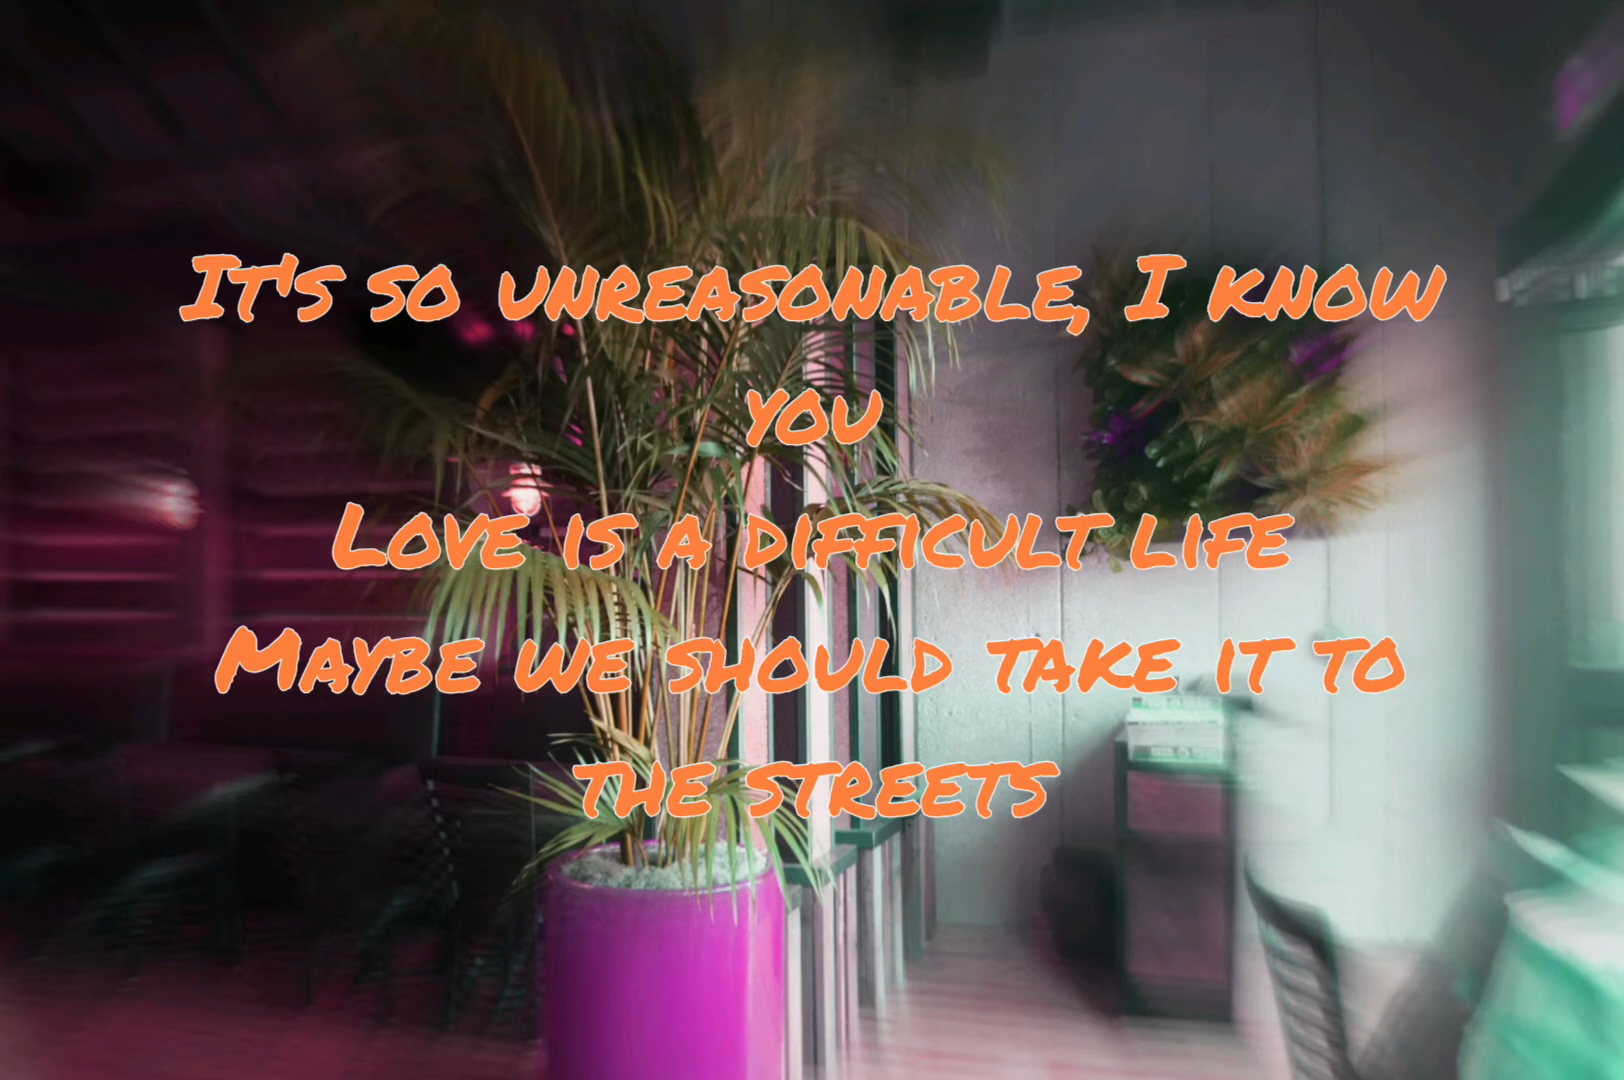 It's so unreasonable, I know
you
Love is a difficult life
Maybe we should take it to
the streets